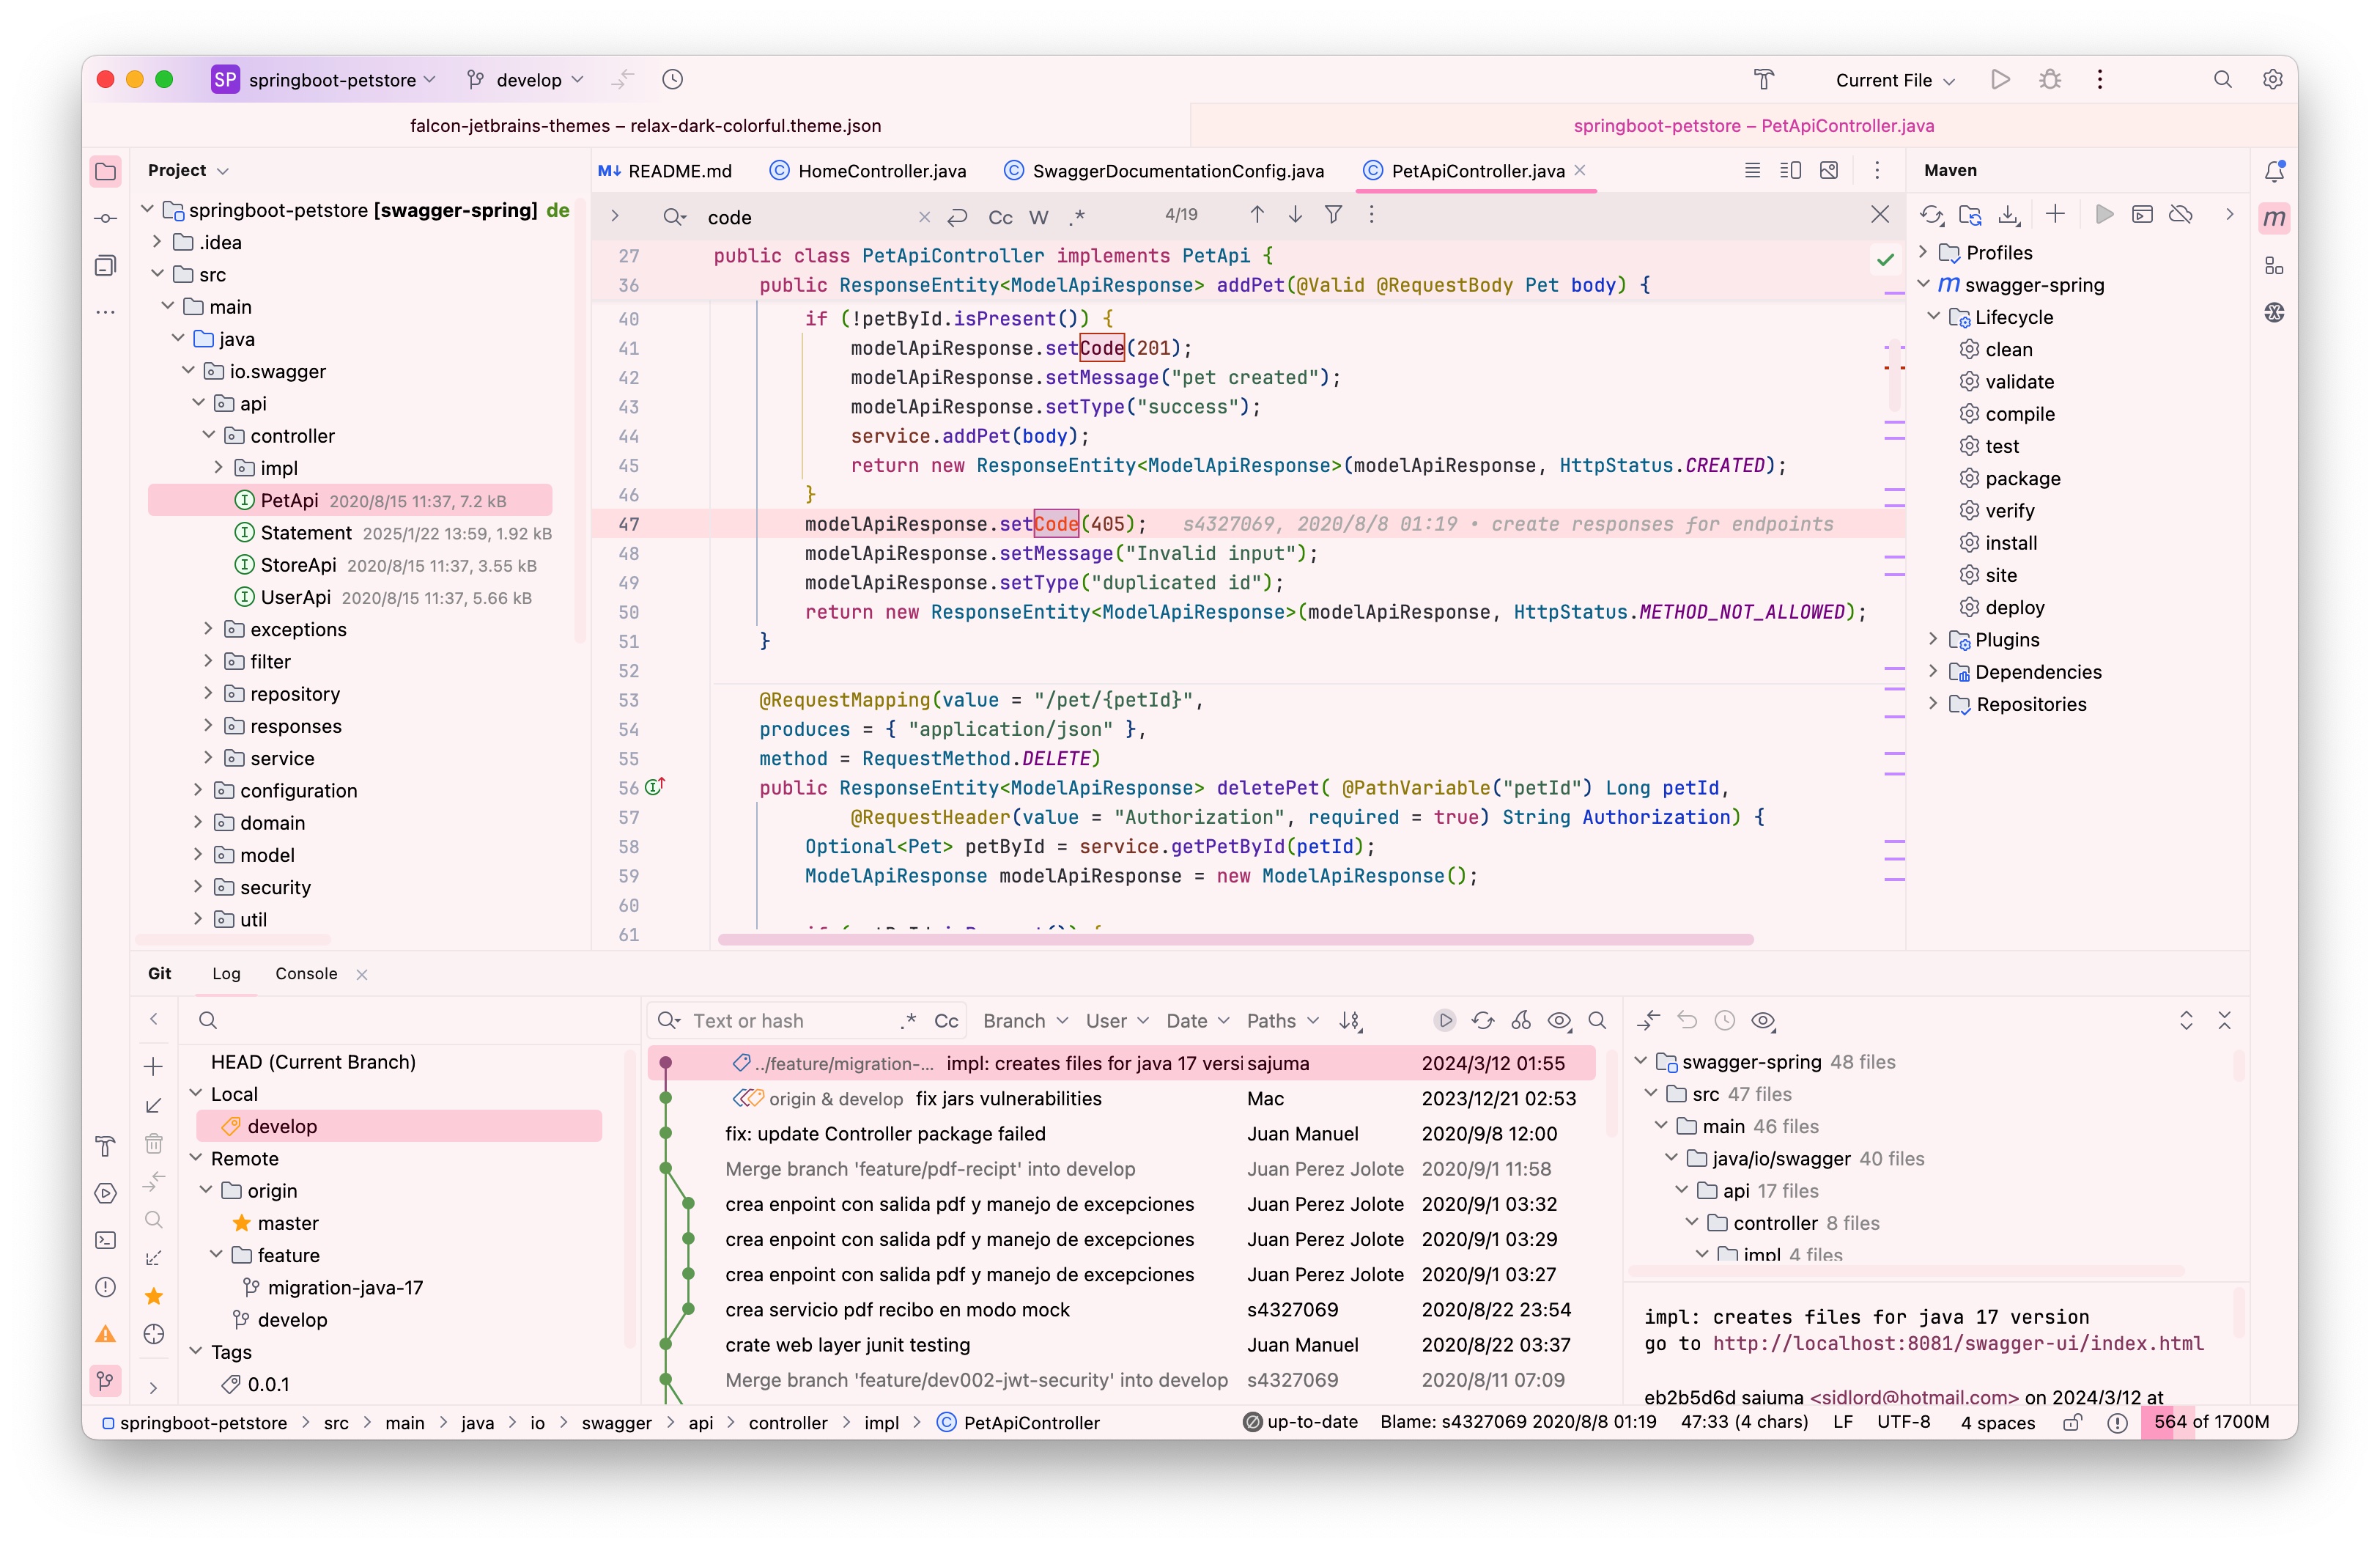 SP springboot-petstore develop Current File
falcon-jetbrains-themes – relax-dark-colorful.theme.json
springboot-petstore – PetApiController.java
Project
springboot-petstore [swagger-spring] de
.idea
src
main
java
io.swagger
api
controller
impl
PetApi 2020/8/15 11:37, 7.2 kB
Statement 2025/1/22 13:59, 1.92 kB
StoreApi 2020/8/15 11:37, 3.55 kB
UserApi 2020/8/15 11:37, 5.66 kB
exceptions
filter
repository
responses
service
configuration
domain
model
security
util
M↓ README.md
C HomeController.java
C SwaggerDocumentationConfig.java
C PetApiController.java
code Cc W .* 4/19
27 public class PetApiController implements PetApi {
36 public ResponseEntity<ModelApiResponse> addPet(@Valid @RequestBody Pet body) {
40 if (!petById.isPresent()) {
41 modelApiResponse.setCode(201);
42 modelApiResponse.setMessage("pet created");
43 modelApiResponse.setType("success");
44 service.addPet(body);
45 return new ResponseEntity<ModelApiResponse>(modelApiResponse, HttpStatus.CREATED);
46 }
47 modelApiResponse.setCode(405); s4327069, 2020/8/8 01:19 • create responses for endpoints
48 modelApiResponse.setMessage("Invalid input");
49 modelApiResponse.setType("duplicated id");
50 return new ResponseEntity<ModelApiResponse>(modelApiResponse, HttpStatus.METHOD_NOT_ALLOWED);
51 }
52
53 @RequestMapping(value = "/pet/{petId}",
54 produces = { "application/json" },
55 method = RequestMethod.DELETE)
56 public ResponseEntity<ModelApiResponse> deletePet( @PathVariable("petId") Long petId,
57 @RequestHeader(value = "Authorization", required = true) String Authorization) {
58 Optional<Pet> petById = service.getPetById(petId);
59 ModelApiResponse modelApiResponse = new ModelApiResponse();
60
61
Maven
Profiles
m swagger-spring
Lifecycle
clean
validate
compile
test
package
verify
install
site
deploy
Plugins
Dependencies
Repositories
m
Git Log Console
HEAD (Current Branch)
Local
develop
Remote
origin
master
feature
migration-java-17
develop
Tags
0.0.1
Text or hash .* Cc Branch User Date Paths
../feature/migration-... impl: creates files for java 17 versi sajuma 2024/3/12 01:55
origin & develop fix jars vulnerabilities Mac 2023/12/21 02:53
fix: update Controller package failed Juan Manuel 2020/9/8 12:00
Merge branch 'feature/pdf-recipt' into develop Juan Perez Jolote 2020/9/1 11:58
crea enpoint con salida pdf y manejo de excepciones Juan Perez Jolote 2020/9/1 03:32
crea enpoint con salida pdf y manejo de excepciones Juan Perez Jolote 2020/9/1 03:29
crea enpoint con salida pdf y manejo de excepciones Juan Perez Jolote 2020/9/1 03:27
crea servicio pdf recibo en modo mock s4327069 2020/8/22 23:54
crate web layer junit testing Juan Manuel 2020/8/22 03:37
Merge branch 'feature/dev002-jwt-security' into develop s4327069 2020/8/11 07:09
swagger-spring 48 files
src 47 files
main 46 files
java/io/swagger 40 files
api 17 files
controller 8 files
impl 4 files
impl: creates files for java 17 version
go to http://localhost:8081/swagger-ui/index.html
eb2b5d6d sajuma <sidlord@hotmail.com> on 2024/3/12 at
springboot-petstore > src > main > java > io > swagger > api > controller > impl > C PetApiController
up-to-date Blame: s4327069 2020/8/8 01:19 47:33 (4 chars) LF UTF-8 4 spaces 564 of 1700M